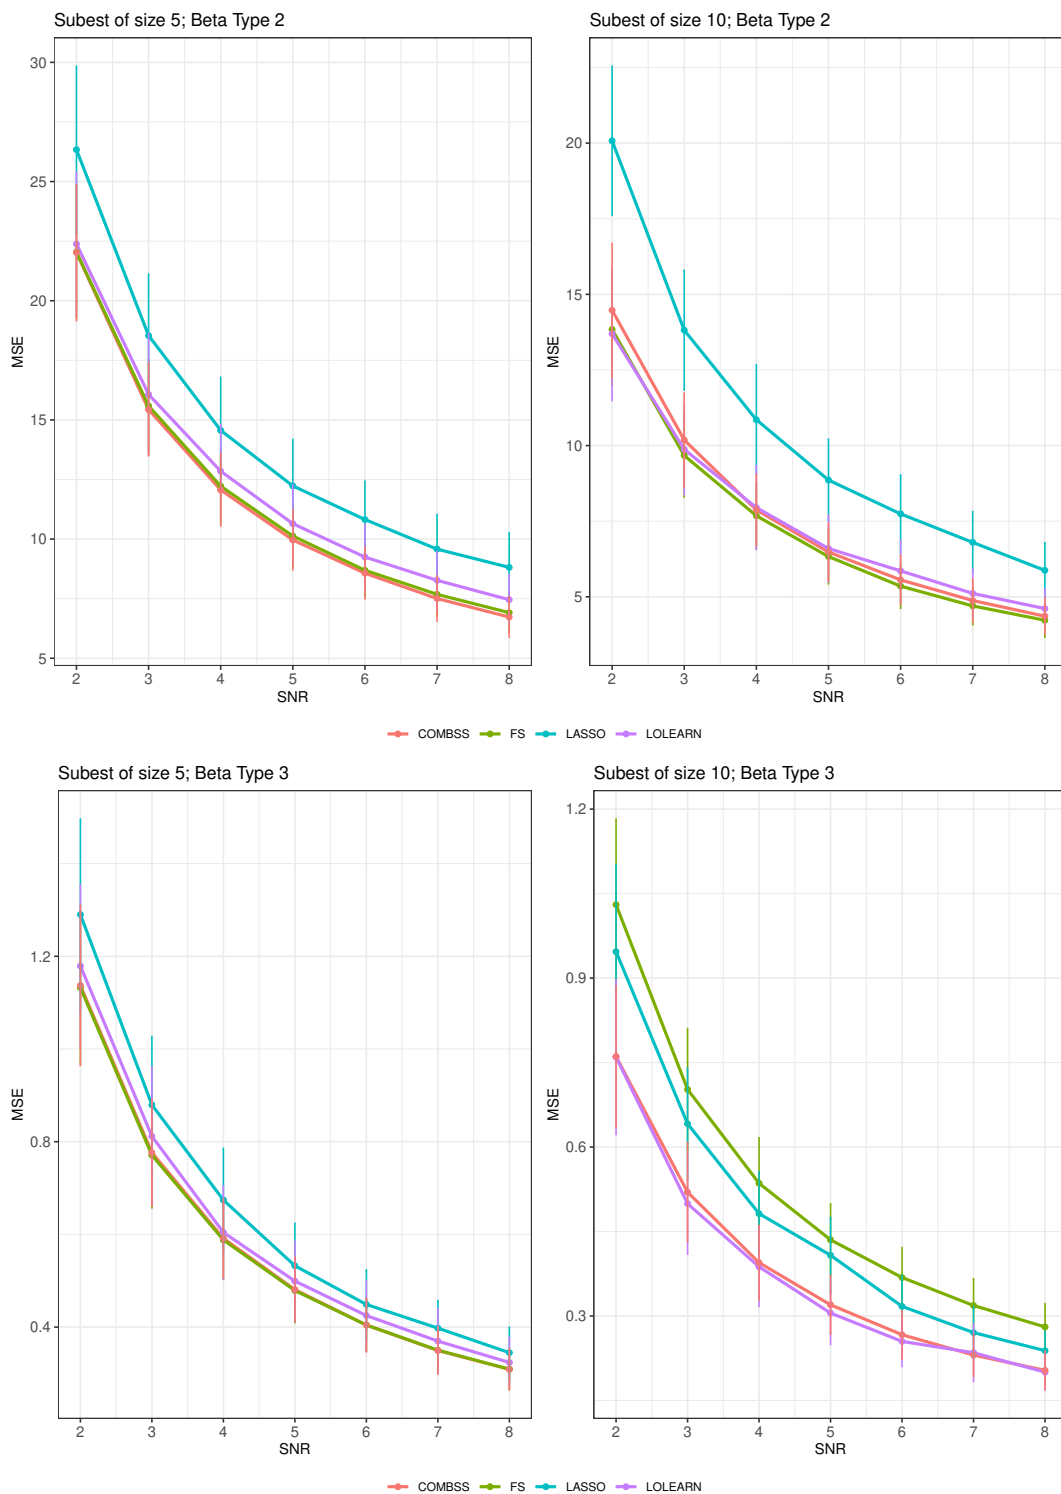 Subest of size 5; Beta Type 2
Subest of size 10; Beta Type 2
30
25
20
15
10
5
MSE
2 3 4 5 6 7 8
SNR
20
15
10
5
MSE
2 3 4 5 6 7 8
SNR
COMBSS FS LASSO LOLEARN
Subest of size 5; Beta Type 3
Subest of size 10; Beta Type 3
1.2
0.8
0.4
MSE
2 3 4 5 6 7 8
SNR
1.2
0.9
0.6
0.3
MSE
2 3 4 5 6 7 8
SNR
COMBSS FS LASSO LOLEARN